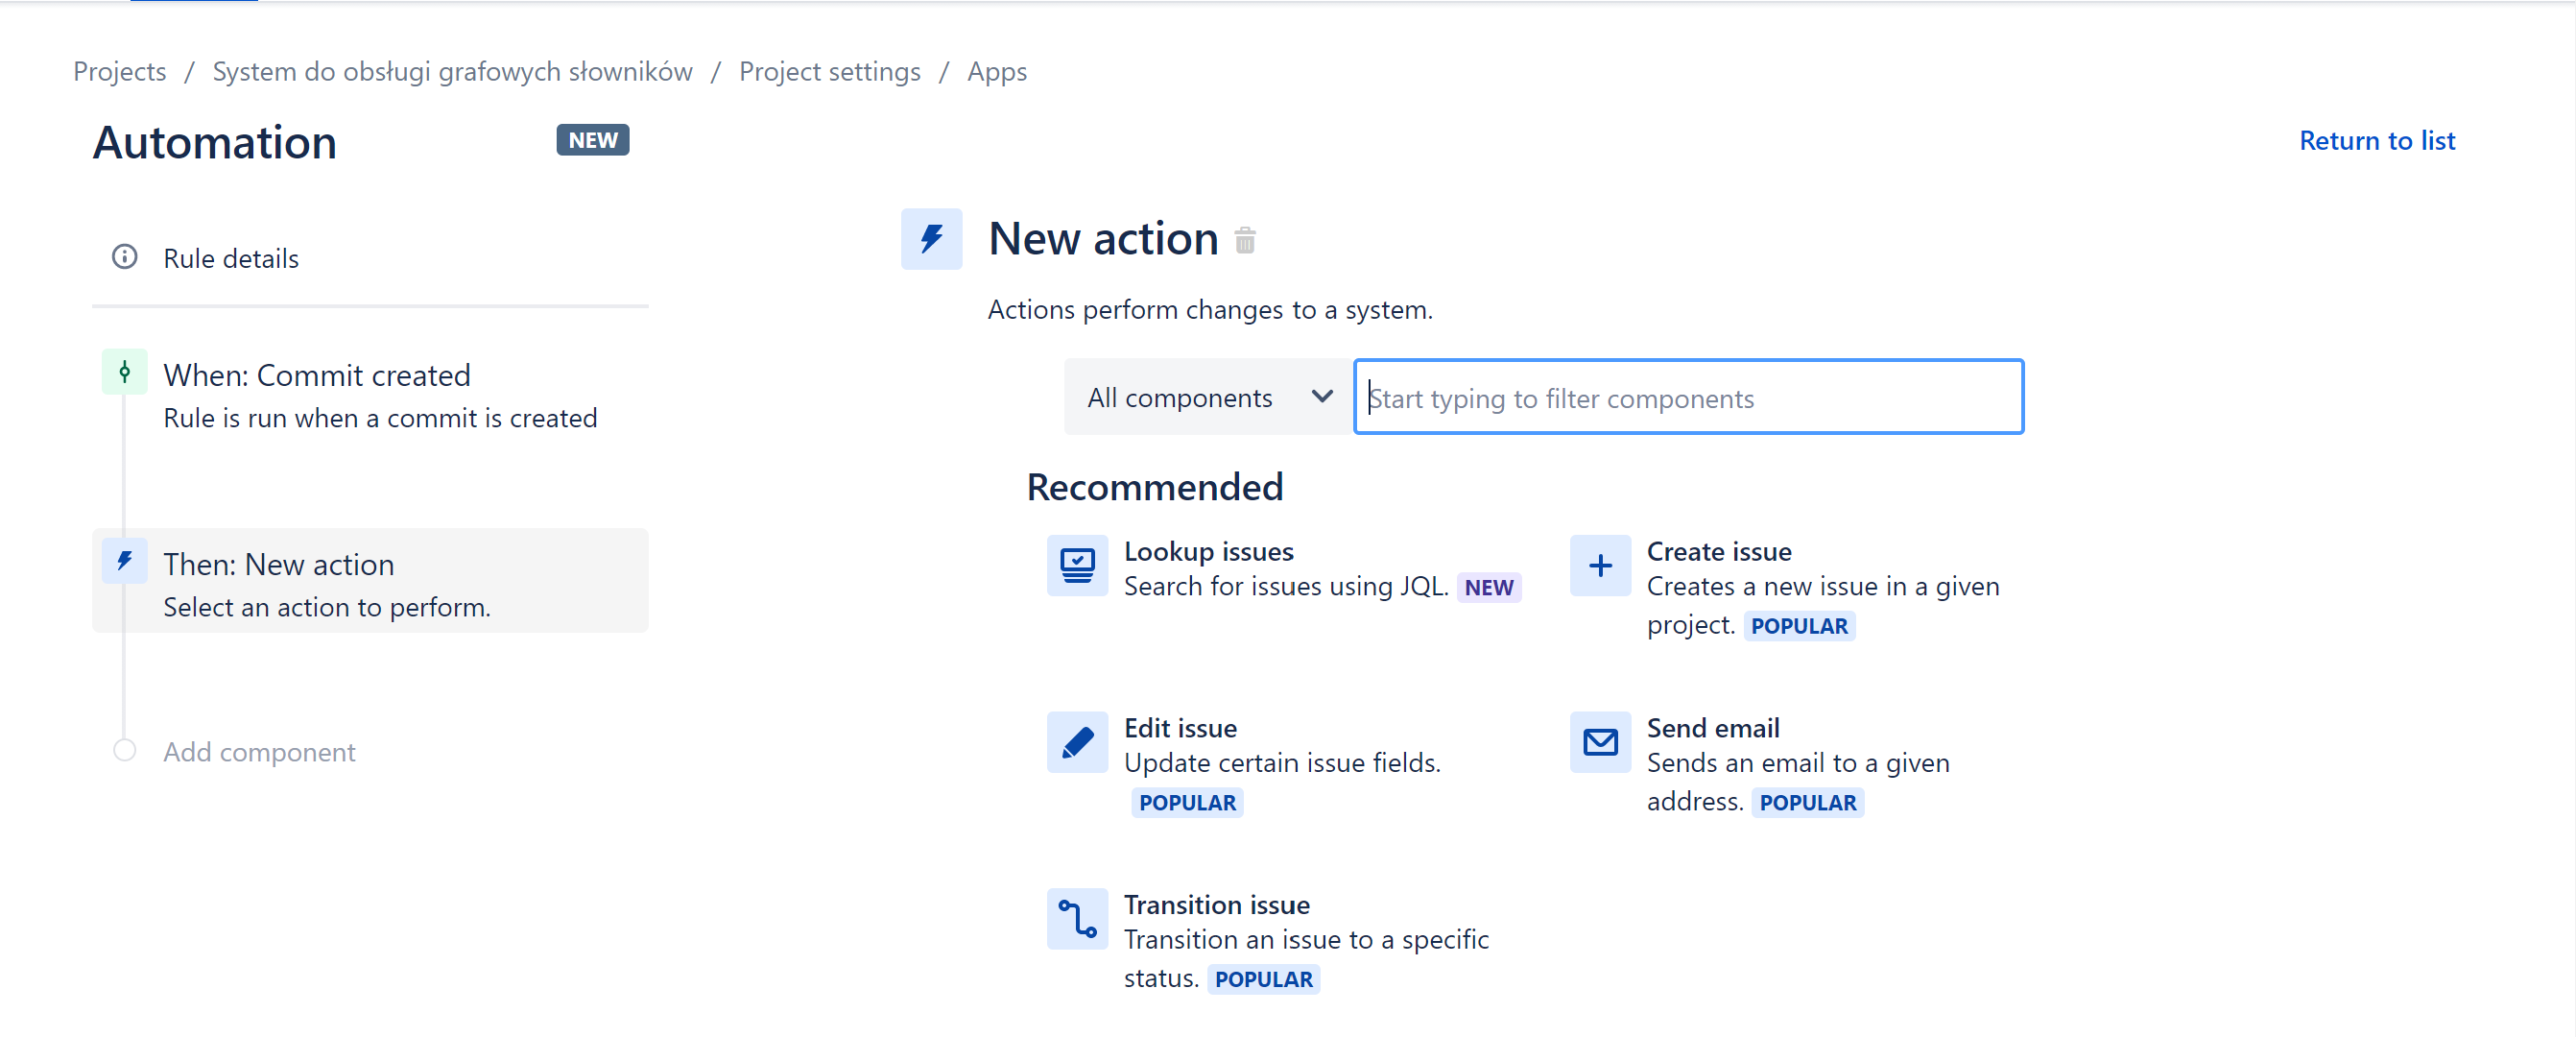 Projects / System do obsługi grafowych słowników / Project settings / Apps
Automation NEW
Return to list
Rule details
When: Commit created
Rule is run when a commit is created
Then: New action
Select an action to perform.
Add component
New action
Actions perform changes to a system.
All components
Start typing to filter components
Recommended
Lookup issues
Search for issues using JQL. NEW
Create issue
Creates a new issue in a given
project. POPULAR
Edit issue
Update certain issue fields.
POPULAR
Send email
Sends an email to a given
address. POPULAR
Transition issue
Transition an issue to a specific
status. POPULAR